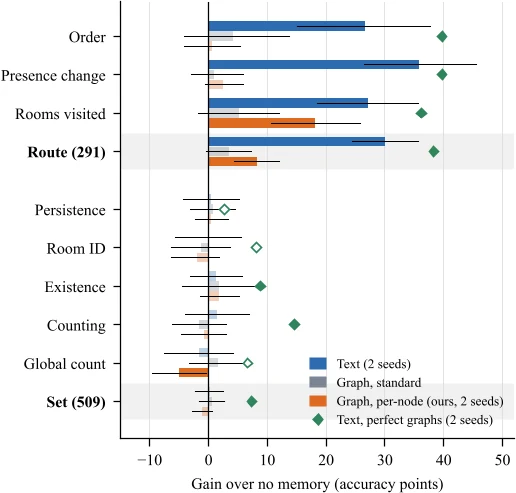 Order
Presence change
Rooms visited
Route (291)
Persistence
Room ID
Existence
Counting
Global count
Set (509)
Text (2 seeds)
Graph, standard
Graph, per-node (ours, 2 seeds)
Text, perfect graphs (2 seeds)
−10 0 10 20 30 40 50
Gain over no memory (accuracy points)